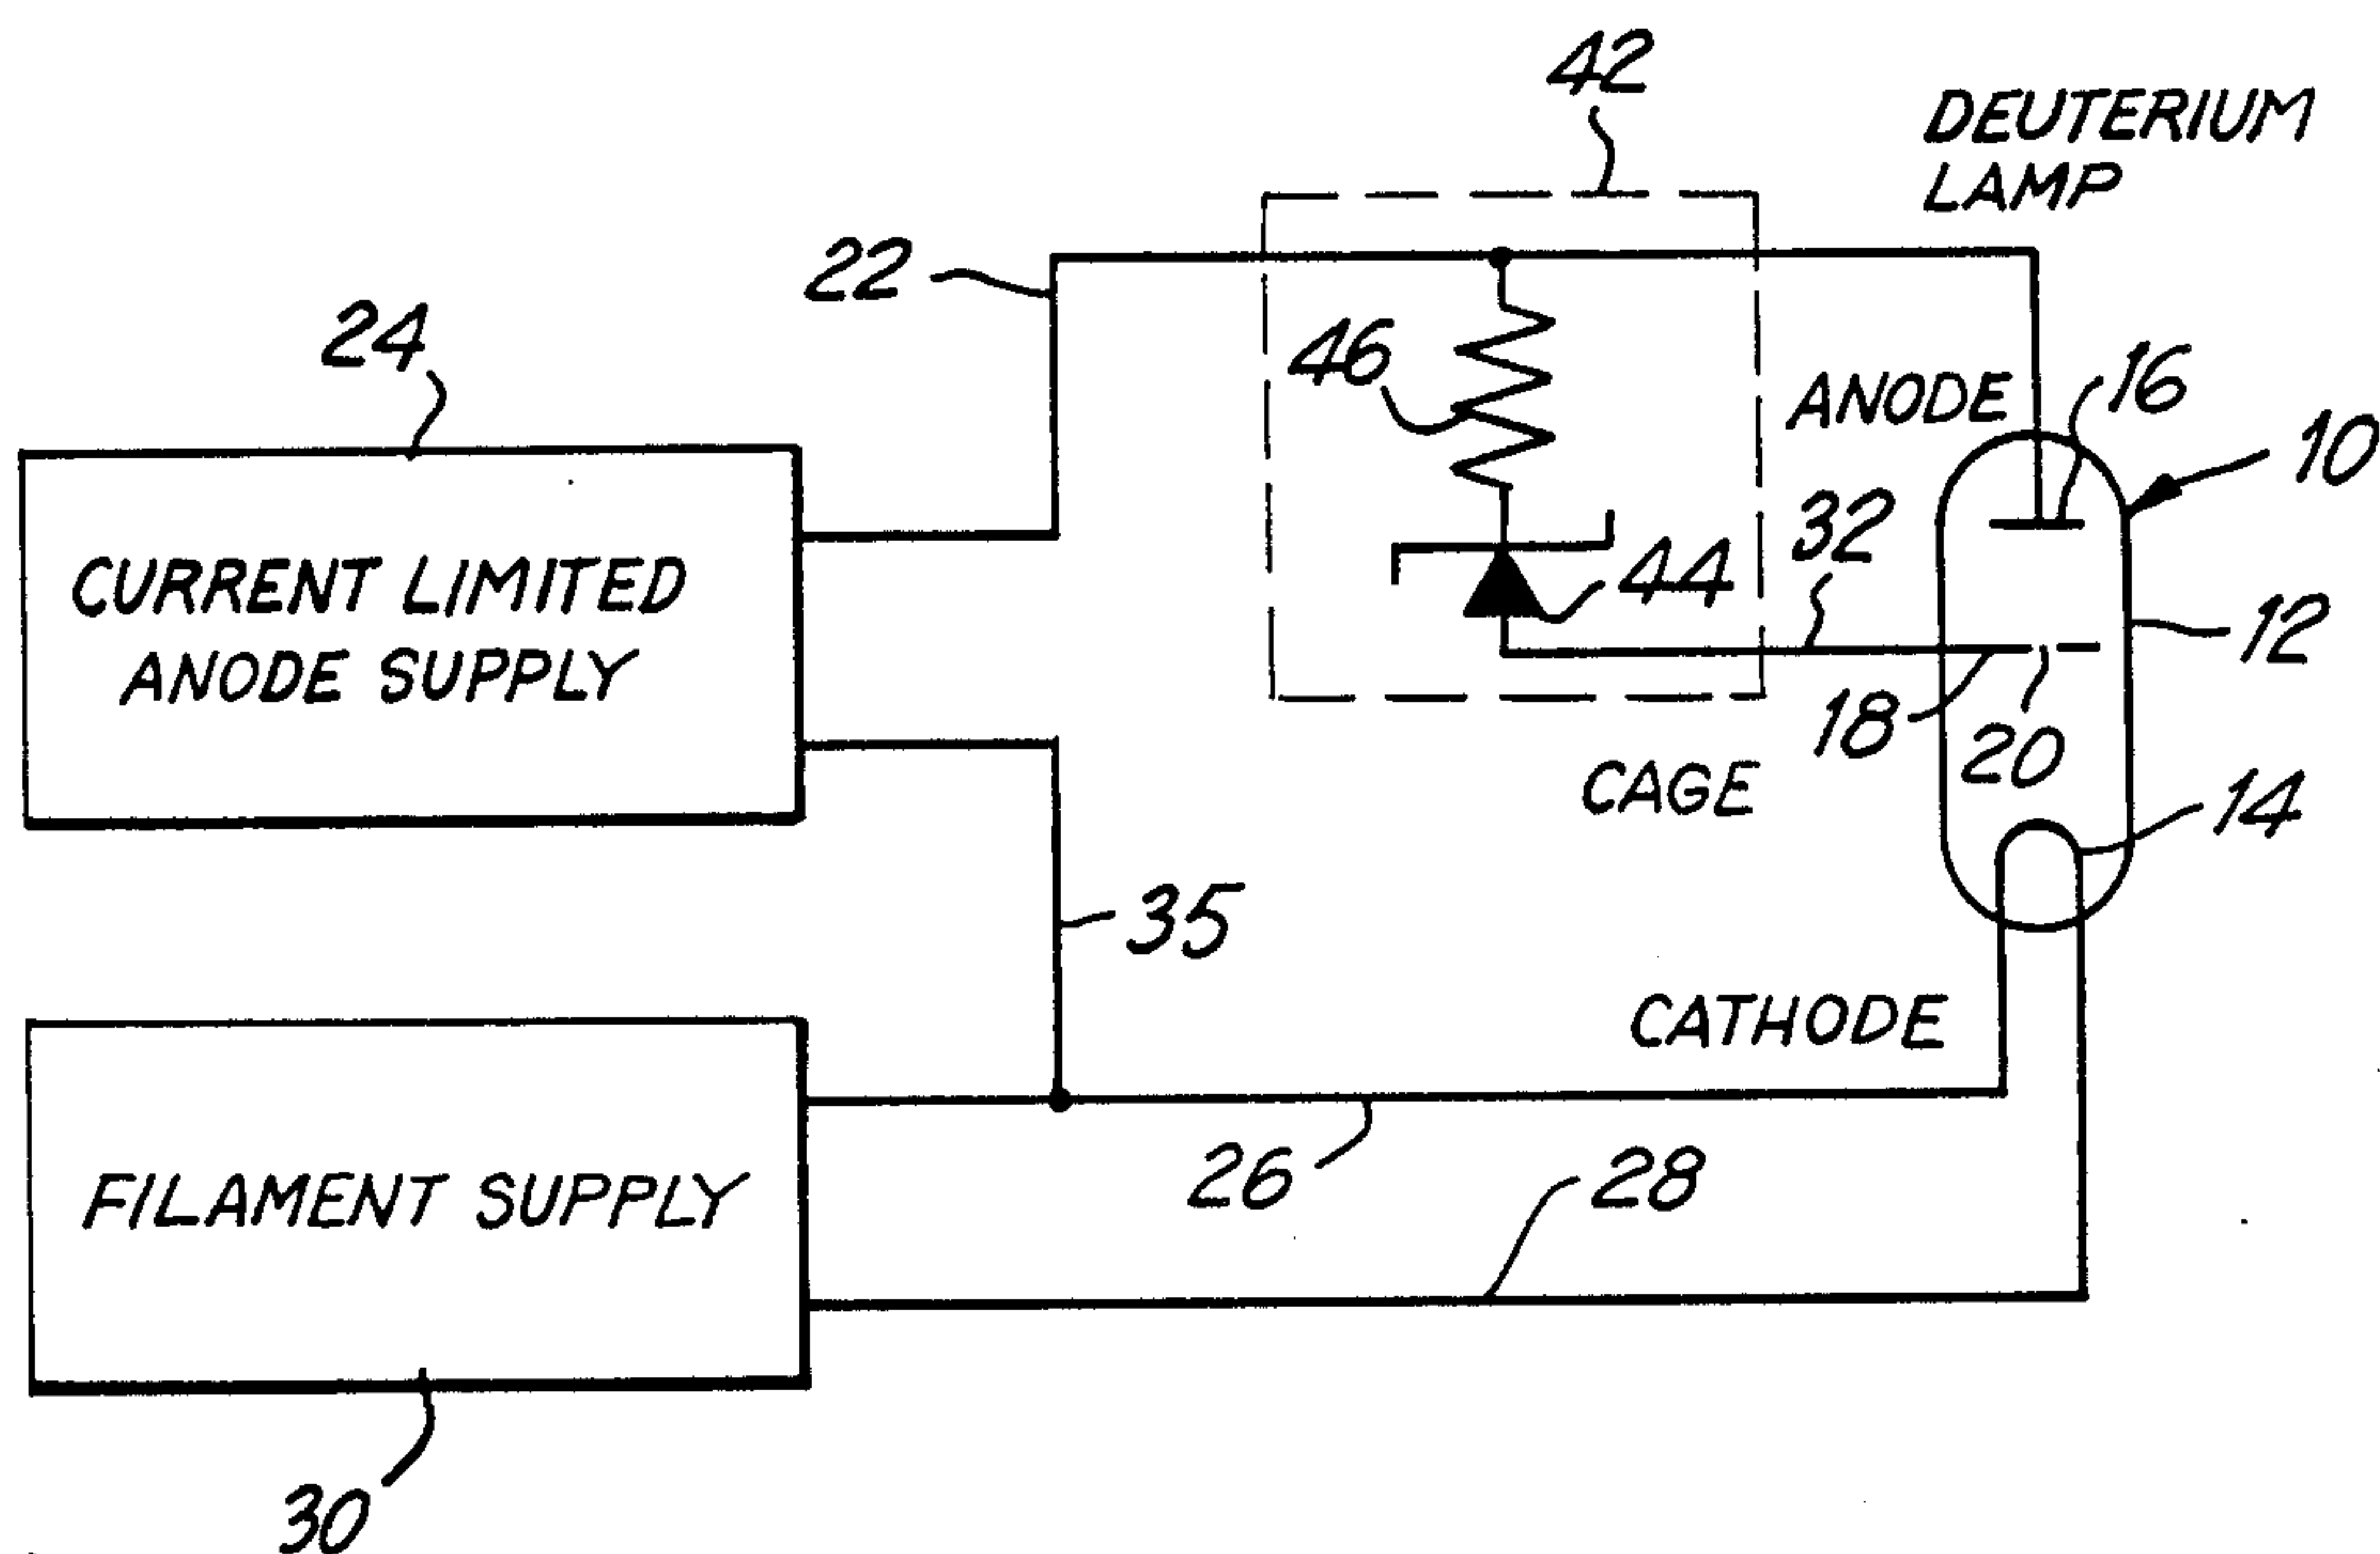 42
DEUTERIUM
LAMP
22
24
46
ANODE
16
10
32
CURRENT LIMITED
ANODE SUPPLY
44
12
18
20
CAGE
14
35
CATHODE
26
28
FILAMENT SUPPLY
30